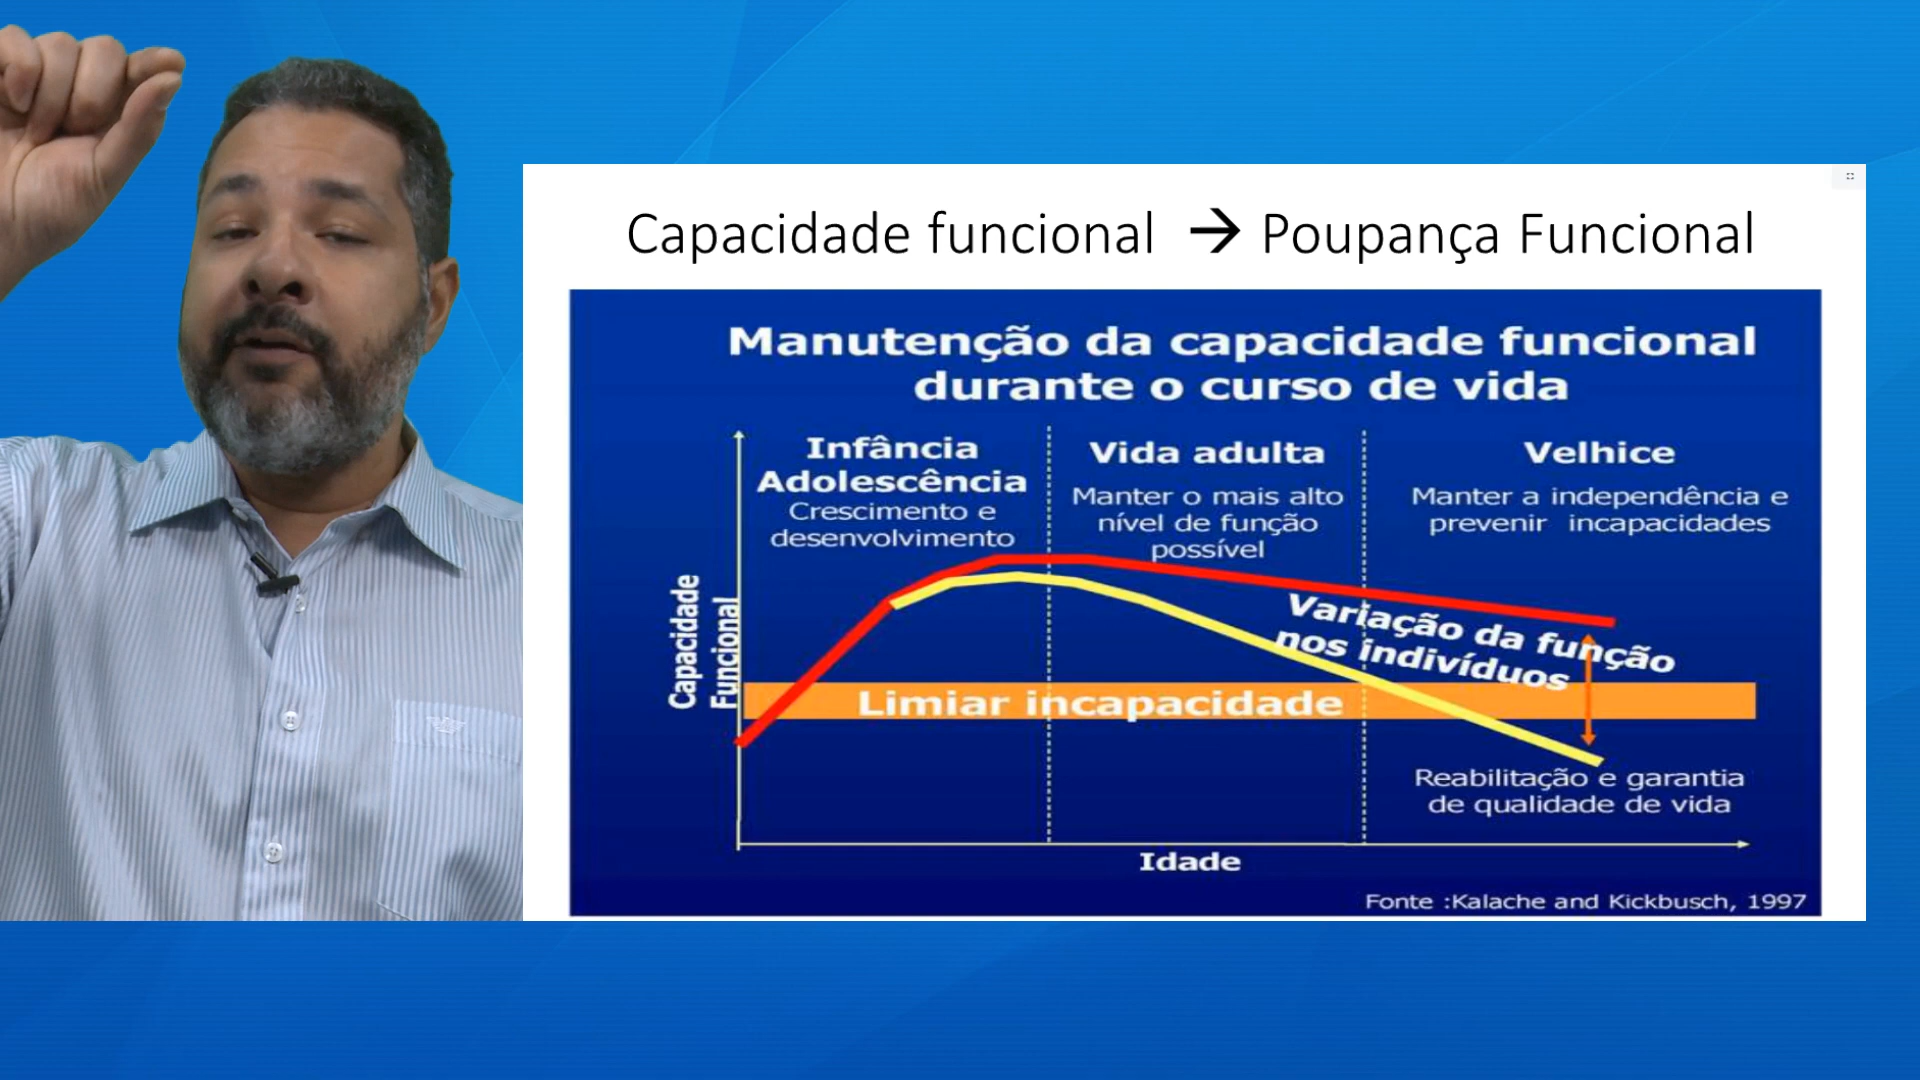 Capacidade funcional → Poupança Funcional
Manutenção da capacidade funcional
durante o curso de vida
Infância
Adolescência
Crescimento e
desenvolvimento
Vida adulta
Manter o mais alto
nível de função
possível
Velhice
Manter a independência e
prevenir incapacidades
Capacidade
Funcional
Variação da função
nos indivíduos
Limiar incapacidade
Reabilitação e garantia
de qualidade de vida
Idade
Fonte :Kalache and Kickbusch, 1997